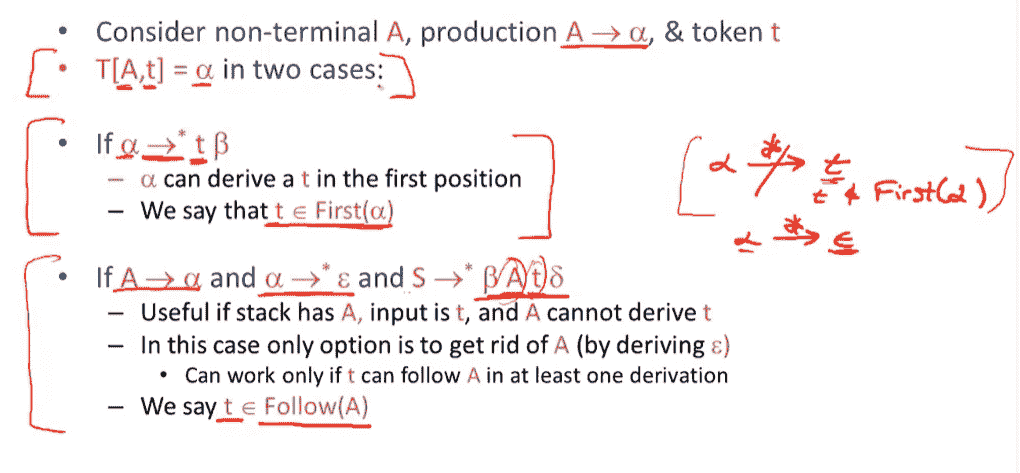 • Consider non-terminal A, production A → α, & token t
• T[A,t] = α in two cases:
• If α →* t β
– α can derive a t in the first position
– We say that t ∈ First(α)
α ↛* t
t ∉ First(α)
α →* ε
• If A → α and α →* ε and S →* β A t δ
– Useful if stack has A, input is t, and A cannot derive t
– In this case only option is to get rid of A (by deriving ε)
• Can work only if t can follow A in at least one derivation
– We say t ∈ Follow(A)